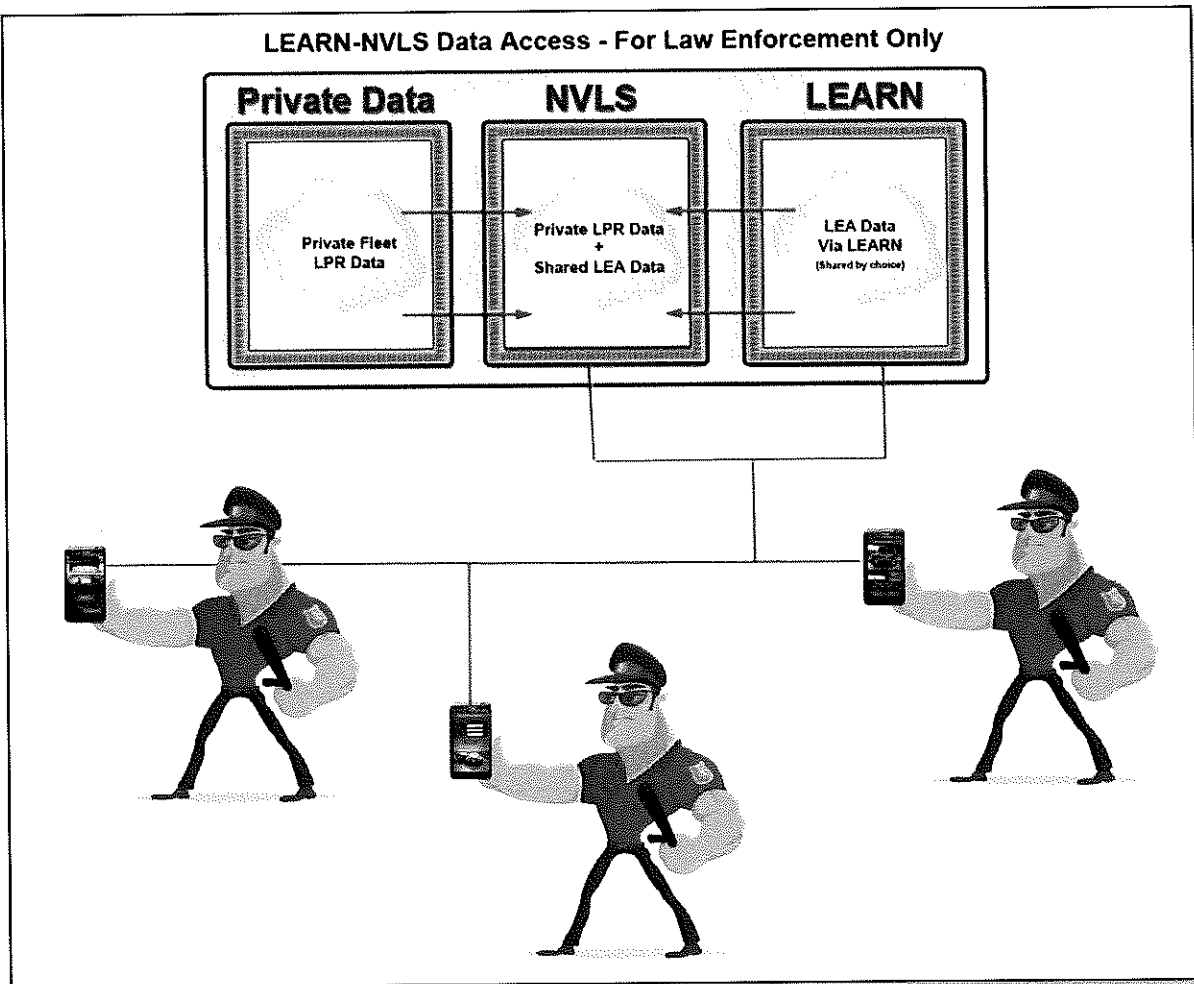 LEARN-NVLS Data Access - For Law Enforcement Only
Private Data
NVLS
LEARN
Private Fleet
LPR Data
Private LPR Data
+
Shared LEA Data
LEA Data
Via LEARN
(Shared by choice)